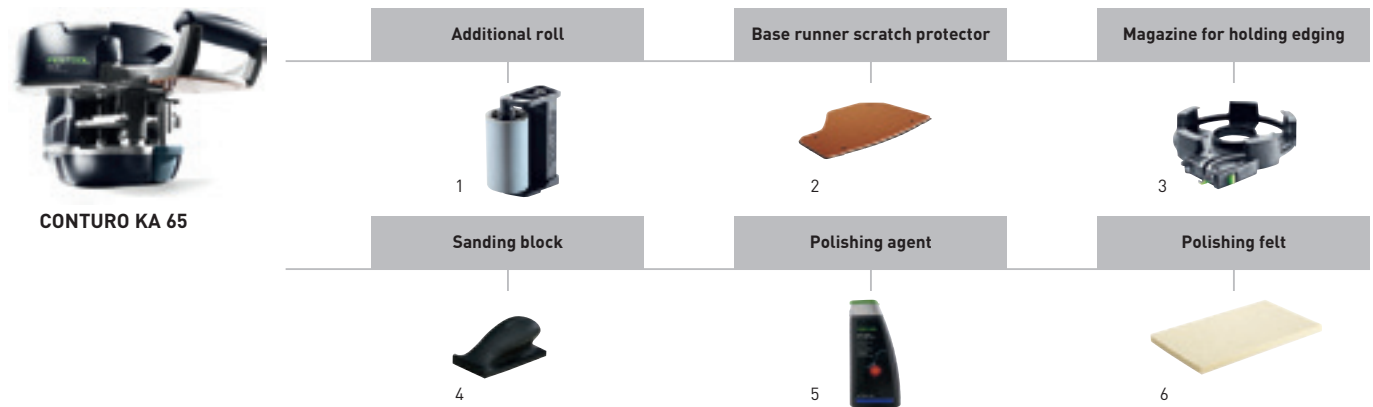 FESTOOL
Additional roll
Base runner scratch protector
Magazine for holding edging
1
2
3
CONTURO KA 65
Sanding block
Polishing agent
Polishing felt
4
5
6